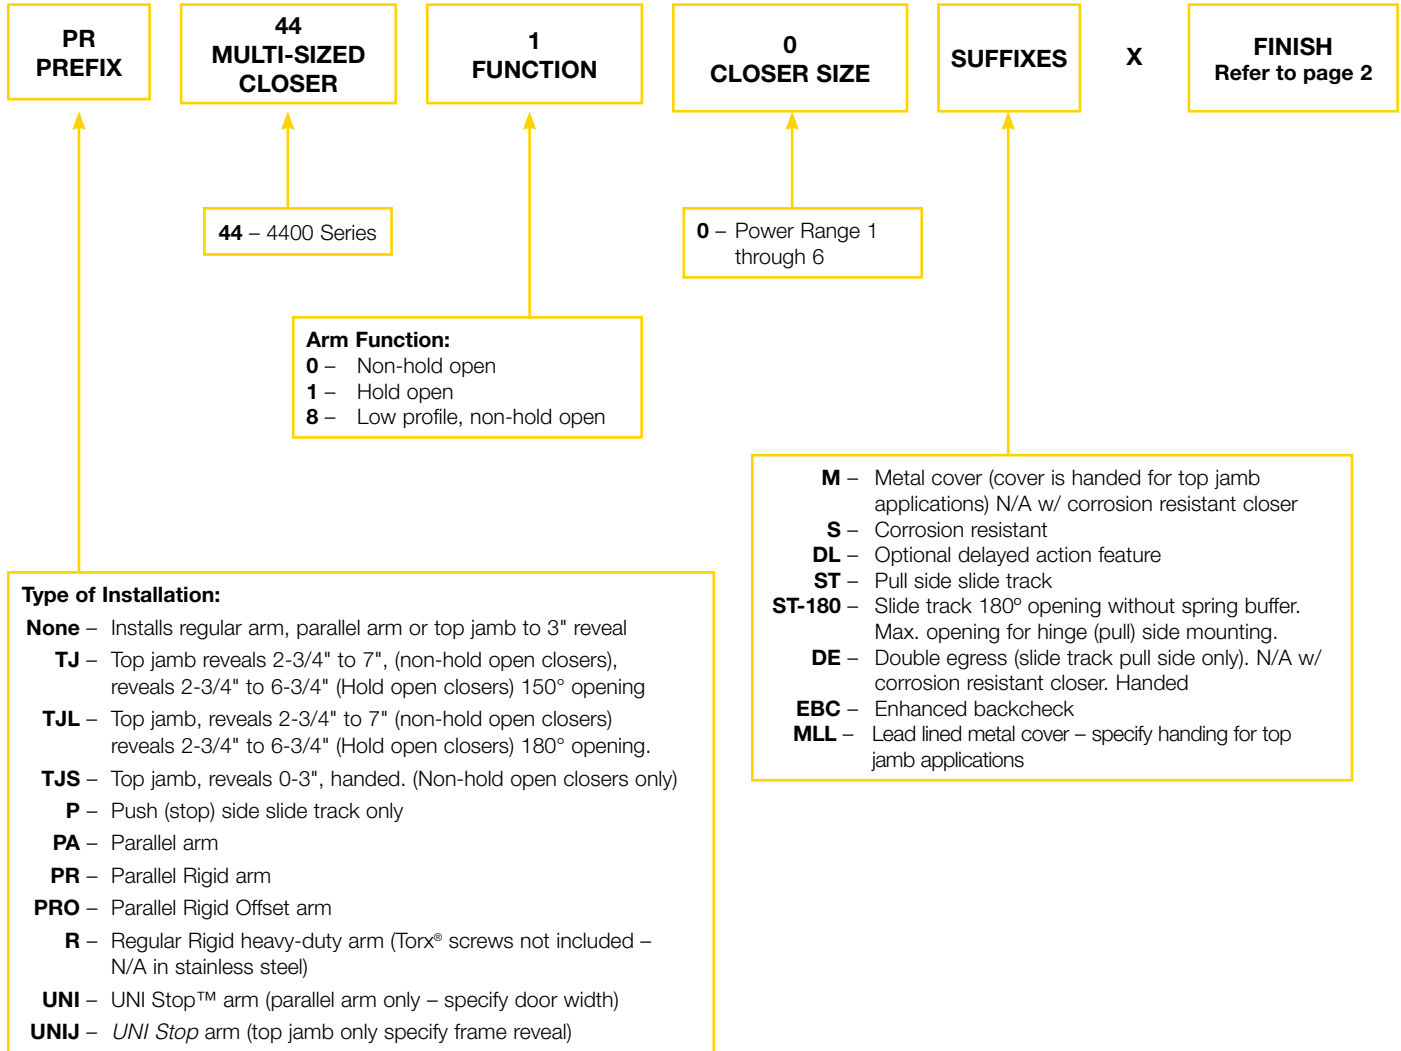 PR
PREFIX
44
MULTI-SIZED
CLOSER
1
FUNCTION
0
CLOSER SIZE
SUFFIXES
X
FINISH
Refer to page 2
44 – 4400 Series
0 – Power Range 1
through 6
Arm Function:
0 – Non-hold open
1 – Hold open
8 – Low profile, non-hold open
M – Metal cover (cover is handed for top jamb
applications) N/A w/ corrosion resistant closer
S – Corrosion resistant
DL – Optional delayed action feature
ST – Pull side slide track
ST-180 – Slide track 180º opening without spring buffer.
Max. opening for hinge (pull) side mounting.
DE – Double egress (slide track pull side only). N/A w/
corrosion resistant closer. Handed
EBC – Enhanced backcheck
MLL – Lead lined metal cover – specify handing for top
jamb applications
Type of Installation:
None – Installs regular arm, parallel arm or top jamb to 3" reveal
TJ – Top jamb reveals 2-3/4" to 7", (non-hold open closers),
reveals 2-3/4" to 6-3/4" (Hold open closers) 150° opening
TJL – Top jamb, reveals 2-3/4" to 7" (non-hold open closers)
reveals 2-3/4" to 6-3/4" (Hold open closers) 180° opening.
TJS – Top jamb, reveals 0-3", handed. (Non-hold open closers only)
P – Push (stop) side slide track only
PA – Parallel arm
PR – Parallel Rigid arm
PRO – Parallel Rigid Offset arm
R – Regular Rigid heavy-duty arm (Torx® screws not included –
N/A in stainless steel)
UNI – UNI Stop™ arm (parallel arm only – specify door width)
UNIJ – UNI Stop arm (top jamb only specify frame reveal)